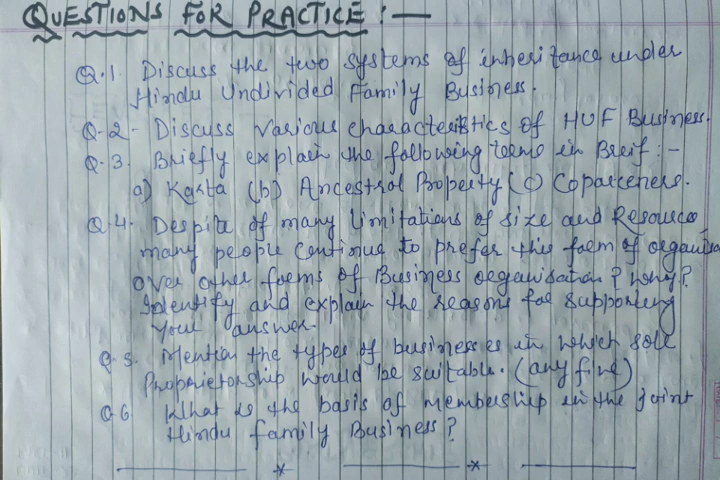 QUESTIONS FOR PRACTICE :—
Q.1. Discuss the two systems of inheritance under
Hindu Undivided Family Business.
Q.2- Discuss Various characteristics of HUF Business.
Q.3. Briefly explain the following terms in Breif :-
a) Karta (b) Ancestral Property (c) Coparceners.
Q.4. Despite of many limitations of size and Resource,
many people continue to prefer this form of organisa
over other forms of Business organisation? why?
Identify and explain the reasons for supporting
your answer.
Q.5. Mention the types of businesses in which sole
Proprietorship would be suitable. (any five)
Q.6. What is the basis of membership in the joint
Hindu family Business?